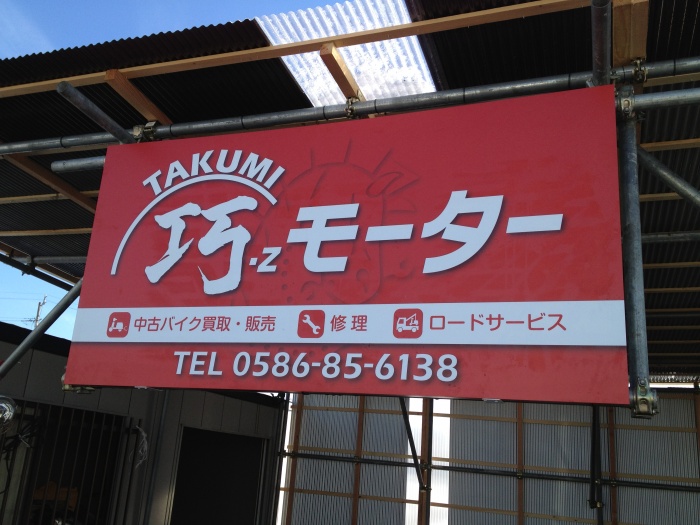 TAKUMI
巧.z モーター
中古バイク買取・販売 修理 ロードサービス
TEL 0586-85-6138